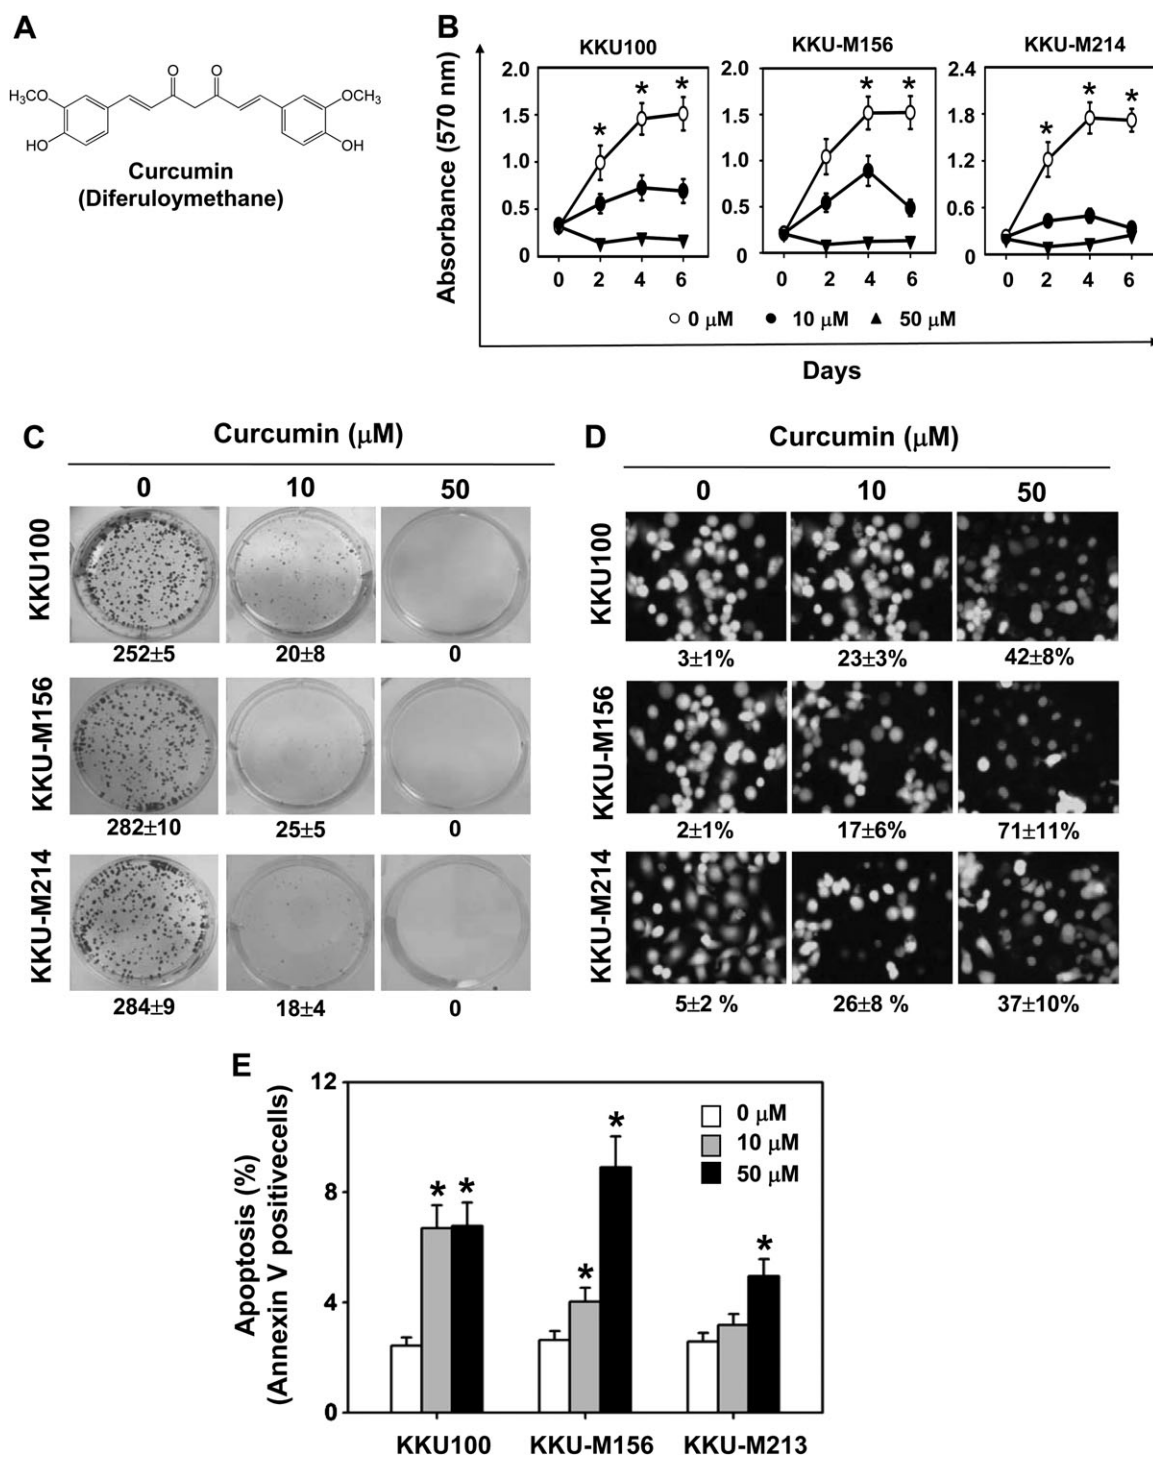 A
O
O
H₃CO
OCH₃
HO
OH
Curcumin
(Diferuloymethane)
B
KKU100
KKU-M156
KKU-M214
Absorbance (570 nm)
2.0
1.5
1.0
0.5
0
*
*
*
0 2 4 6
2.0
1.5
1.0
0.5
0
*
*
0 2 4 6
2.4
1.8
1.2
0.6
0
*
*
*
0 2 4 6
0 μM 10 μM 50 μM
Days
C
Curcumin (μM)
0 10 50
KKU100
252±5 20±8 0
KKU-M156
282±10 25±5 0
KKU-M214
284±9 18±4 0
D
Curcumin (μM)
0 10 50
KKU100
3±1% 23±3% 42±8%
KKU-M156
2±1% 17±6% 71±11%
KKU-M214
5±2 % 26±8 % 37±10%
E
Apoptosis (%)
(Annexin V positivecells)
12
8
4
0
0 μM
10 μM
50 μM
* *
* *
*
KKU100 KKU-M156 KKU-M213